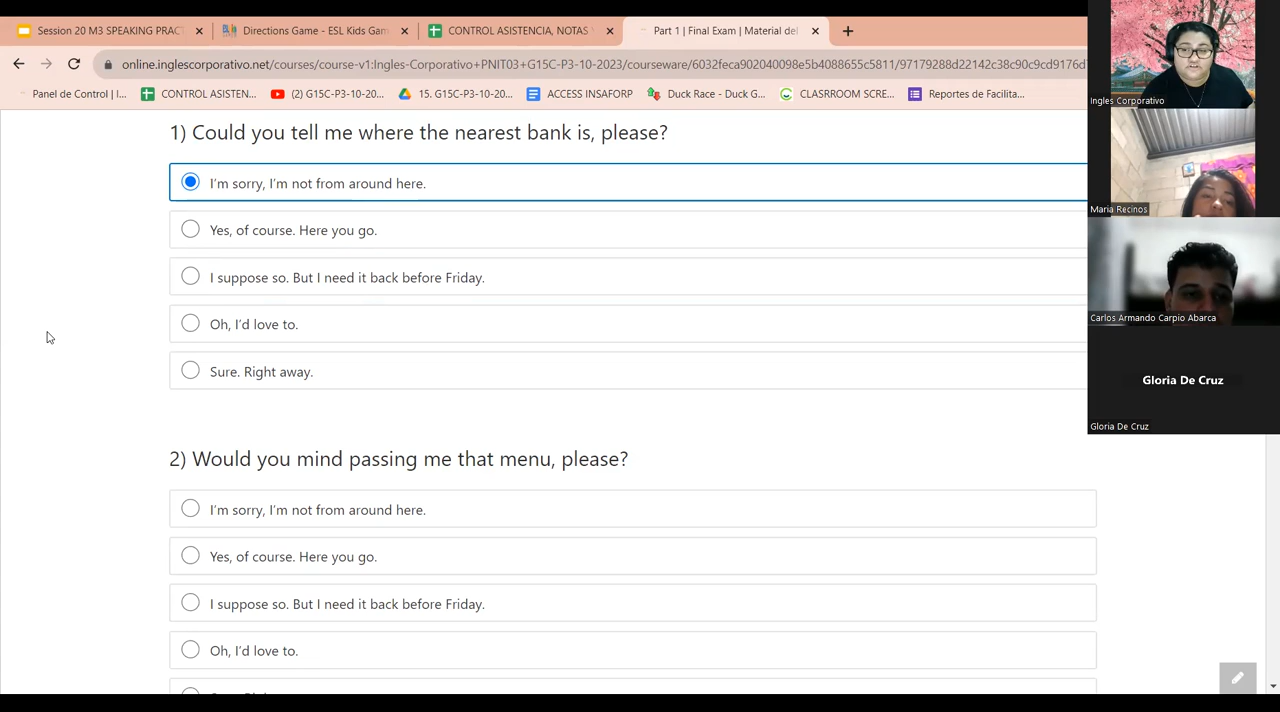 Session 20 M3 SPEAKING PRAC
Directions Game - ESL Kids Gam
CONTROL ASISTENCIA, NOTAS
Part 1 | Final Exam | Material del
online.inglescorporativo.net/courses/course-v1:Ingles-Corporativo+PNIT03+G15C-P3-10-2023/courseware/6032feca902040098e5b4088655c5811/97179288d22142c38c90c9cd9176d
Panel de Control | I...
CONTROL ASISTEN...
(2) G15C-P3-10-20...
15. G15C-P3-10-20...
ACCESS INSAFORP
Duck Race - Duck G...
CLASRROOM SCRE...
Reportes de Facilita...
Ingles Corporativo
1) Could you tell me where the nearest bank is, please?
I'm sorry, I'm not from around here.
Yes, of course. Here you go.
I suppose so. But I need it back before Friday.
Oh, I'd love to.
Sure. Right away.
Maria Recinos
Carlos Armando Carpio Abarca
Gloria De Cruz
Gloria De Cruz
2) Would you mind passing me that menu, please?
I'm sorry, I'm not from around here.
Yes, of course. Here you go.
I suppose so. But I need it back before Friday.
Oh, I'd love to.